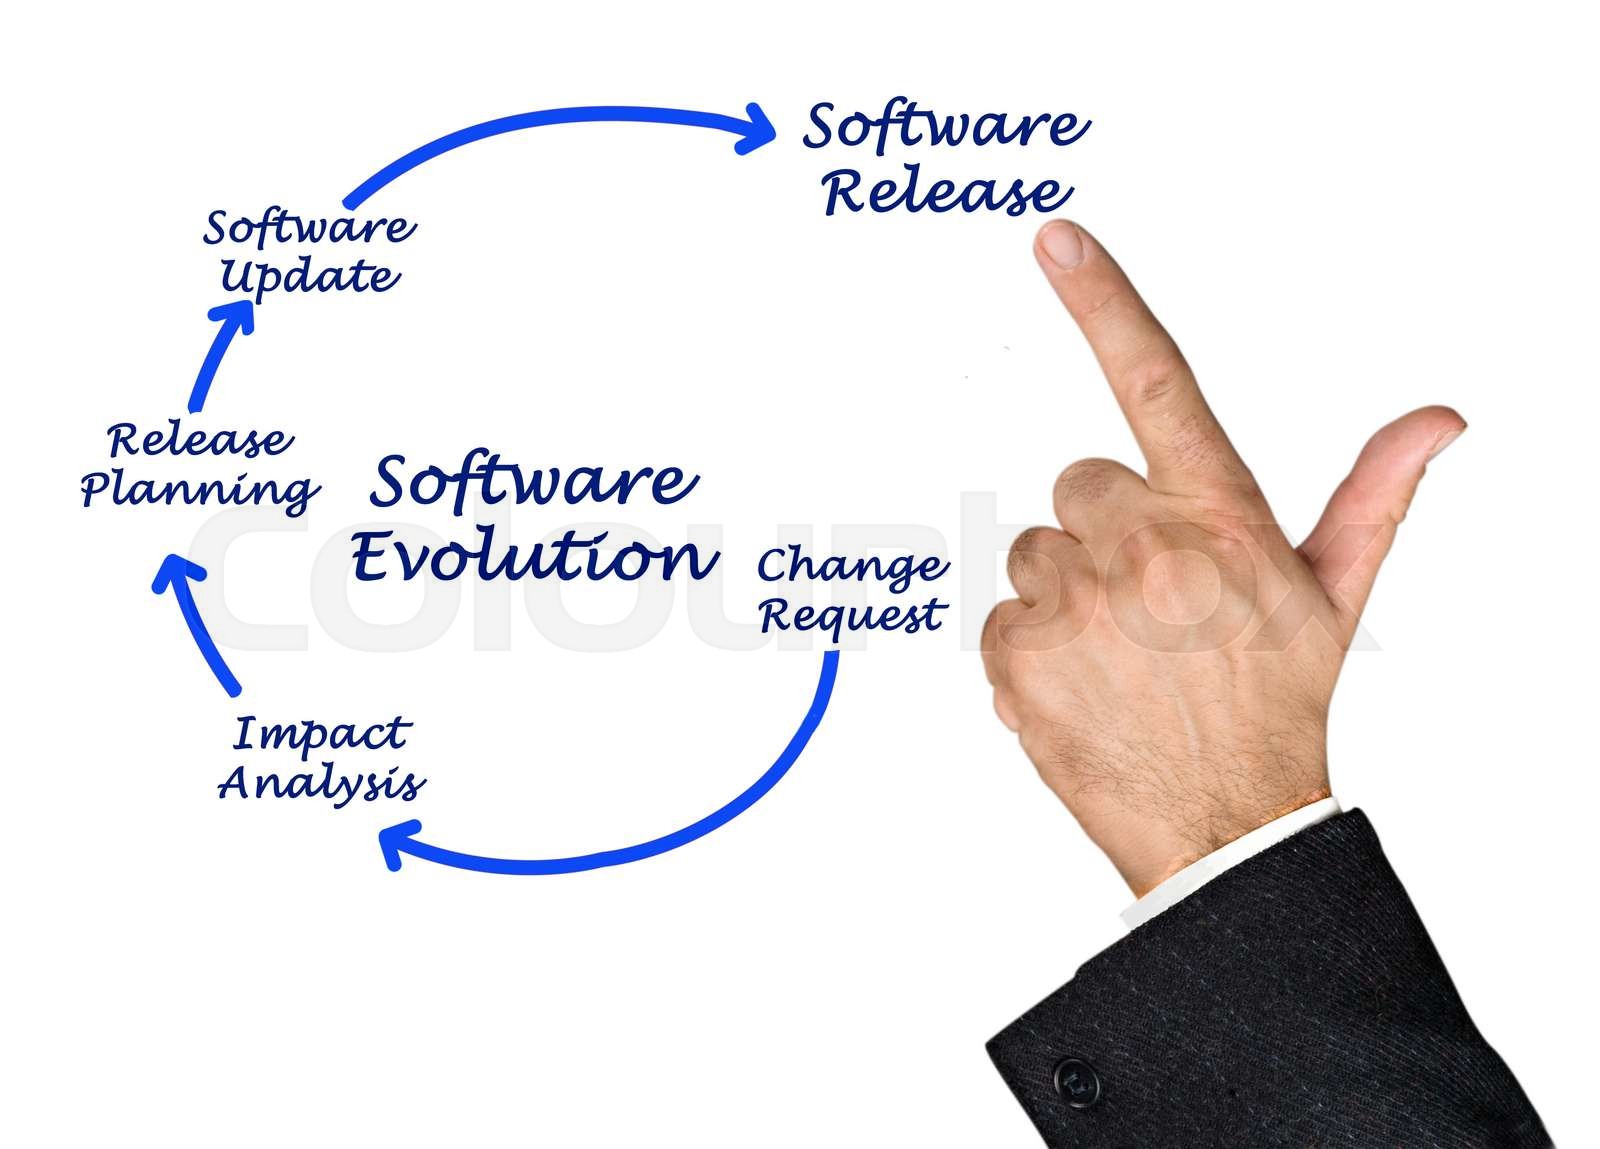 Software
Release
Software
Update
Release
Planning
Software
Evolution
Change
Request
Impact
Analysis
colourbox